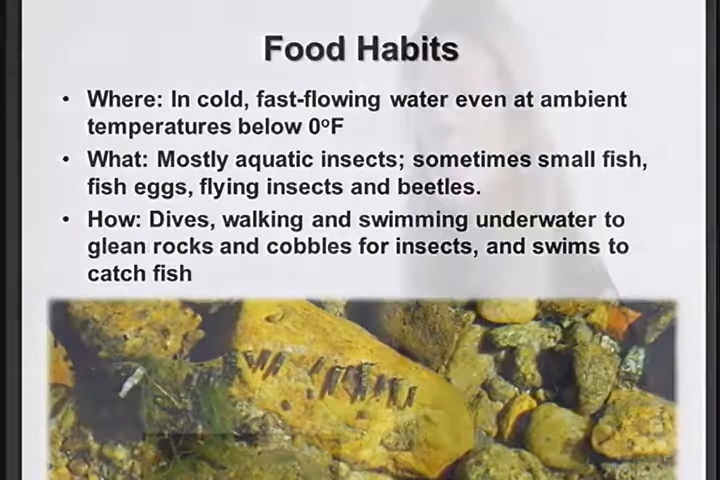 Food Habits
• Where: In cold, fast-flowing water even at ambient
temperatures below 0°F
• What: Mostly aquatic insects; sometimes small fish,
fish eggs, flying insects and beetles.
• How: Dives, walking and swimming underwater to
glean rocks and cobbles for insects, and swims to
catch fish